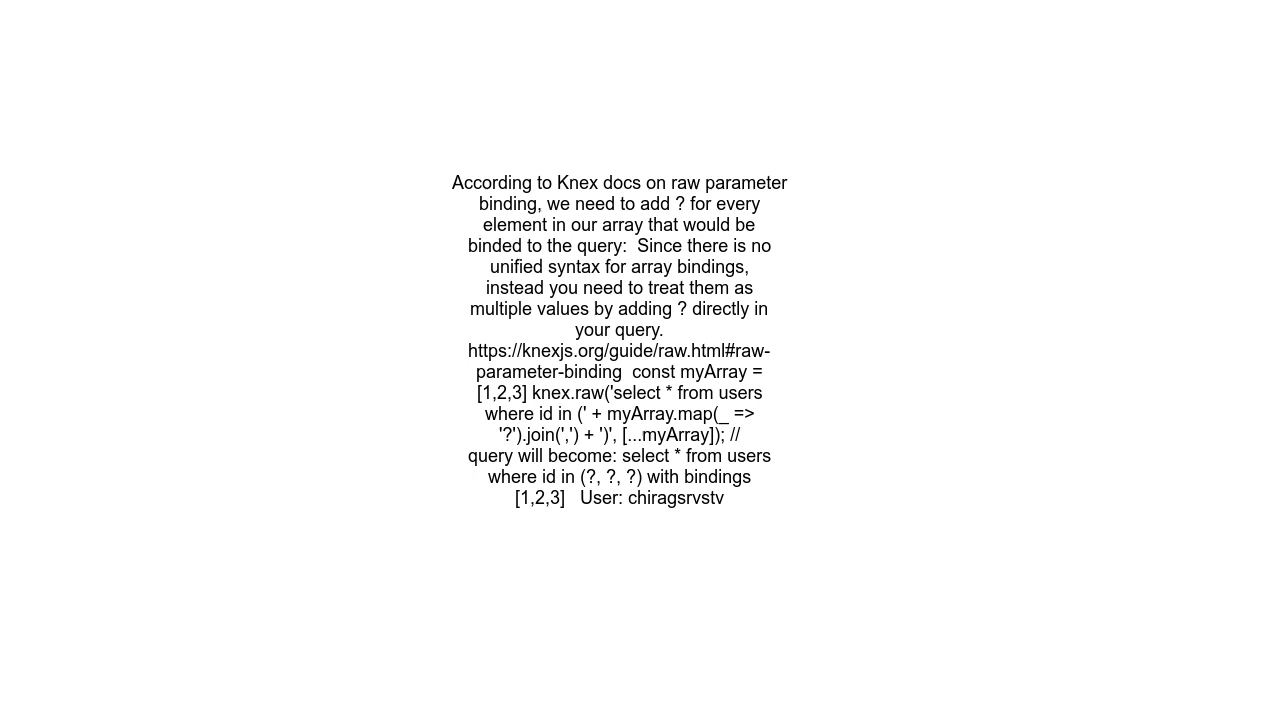 According to Knex docs on raw parameter
binding, we need to add ? for every
element in our array that would be
binded to the query:  Since there is no
unified syntax for array bindings,
instead you need to treat them as
multiple values by adding ? directly in
your query.
https://knexjs.org/guide/raw.html#raw-
parameter-binding  const myArray =
[1,2,3] knex.raw('select * from users
where id in (' + myArray.map(_ =>
'?').join(',') + ')', [...myArray]); //
query will become: select * from users
where id in (?, ?, ?) with bindings
[1,2,3]   User: chiragsrvstv